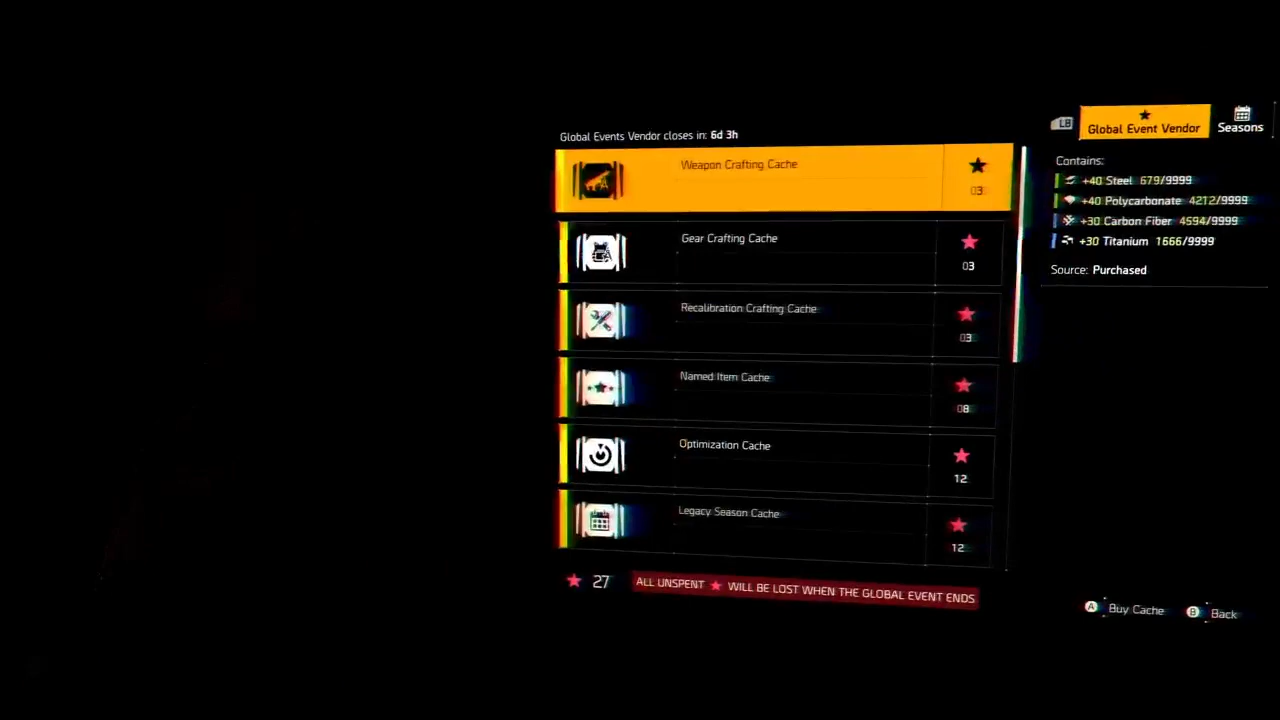 LB
Global Event Vendor
Seasons
Global Events Vendor closes in: 6d 3h
Weapon Crafting Cache
03
Gear Crafting Cache
03
Recalibration Crafting Cache
03
Named Item Cache
08
Optimization Cache
12
Legacy Season Cache
12
27
ALL UNSPENT ★ WILL BE LOST WHEN THE GLOBAL EVENT ENDS
Contains:
+40 Steel 679/9999
+40 Polycarbonate 4212/9999
+30 Carbon Fiber 4594/9999
+30 Titanium 1666/9999
Source: Purchased
A Buy Cache B Back